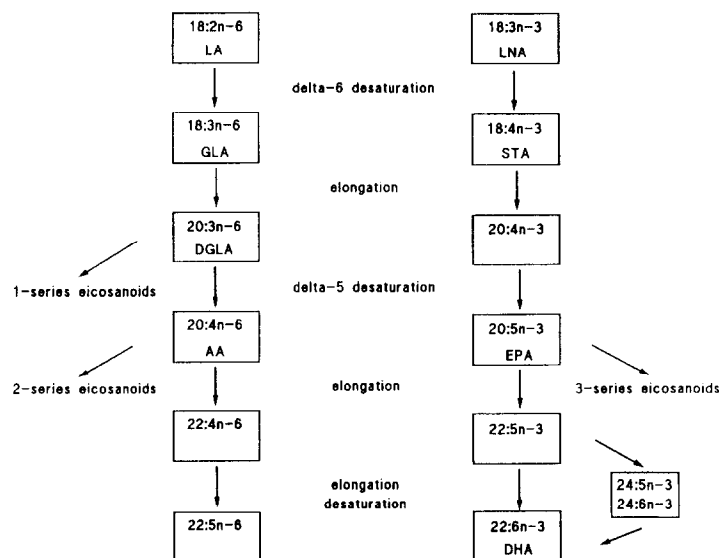 18:2n-6
LA
18:3n-3
LNA
delta-6 desaturation
18:3n-6
GLA
18:4n-3
STA
elongation
20:3n-6
DGLA
20:4n-3
1-series eicosanoids
delta-5 desaturation
20:4n-6
AA
20:5n-3
EPA
2-series eicosanoids
elongation
3-series eicosanoids
22:4n-6
22:5n-3
24:5n-3
24:6n-3
elongation
desaturation
22:5n-6
22:6n-3
DHA